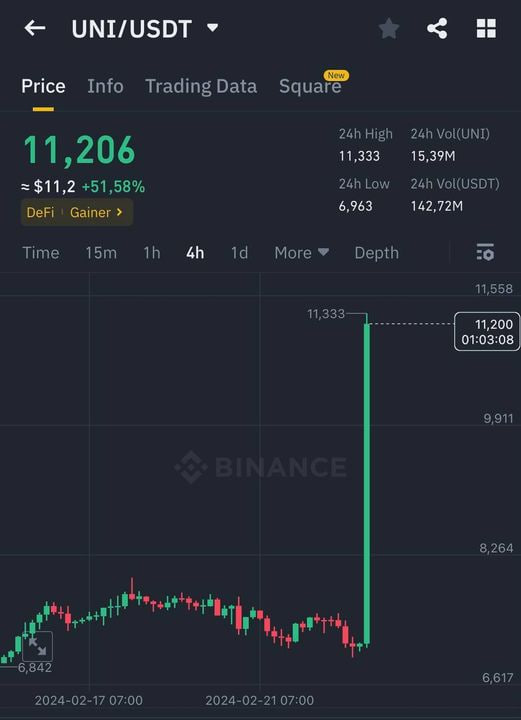 UNI/USDT
New
Price Info Trading Data Square
11,206
≈ $11,2 +51,58%
DeFi Gainer
24h High 24h Vol(UNI)
11,333 15,39M
24h Low 24h Vol(USDT)
6,963 142,72M
Time 15m 1h 4h 1d More Depth
11,558
11,333
11,200
01:03:08
9,911
BINANCE
8,264
6,842
6,617
2024-02-17 07:00 2024-02-21 07:00